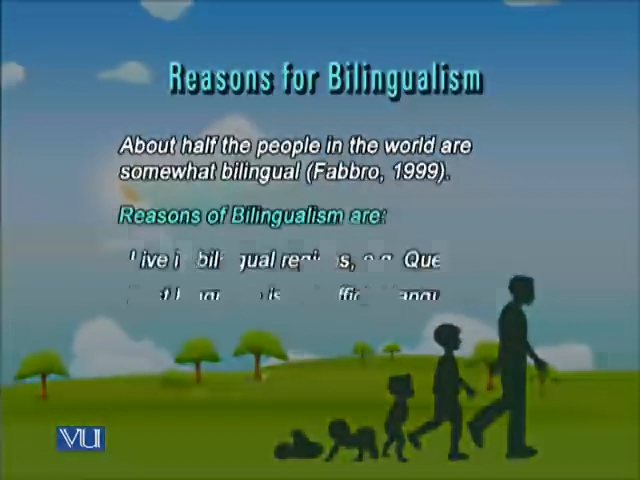 Reasons for Bilingualism
About half the people in the world are
somewhat bilingual (Fabbro, 1999).
Reasons of Bilingualism are:
VU